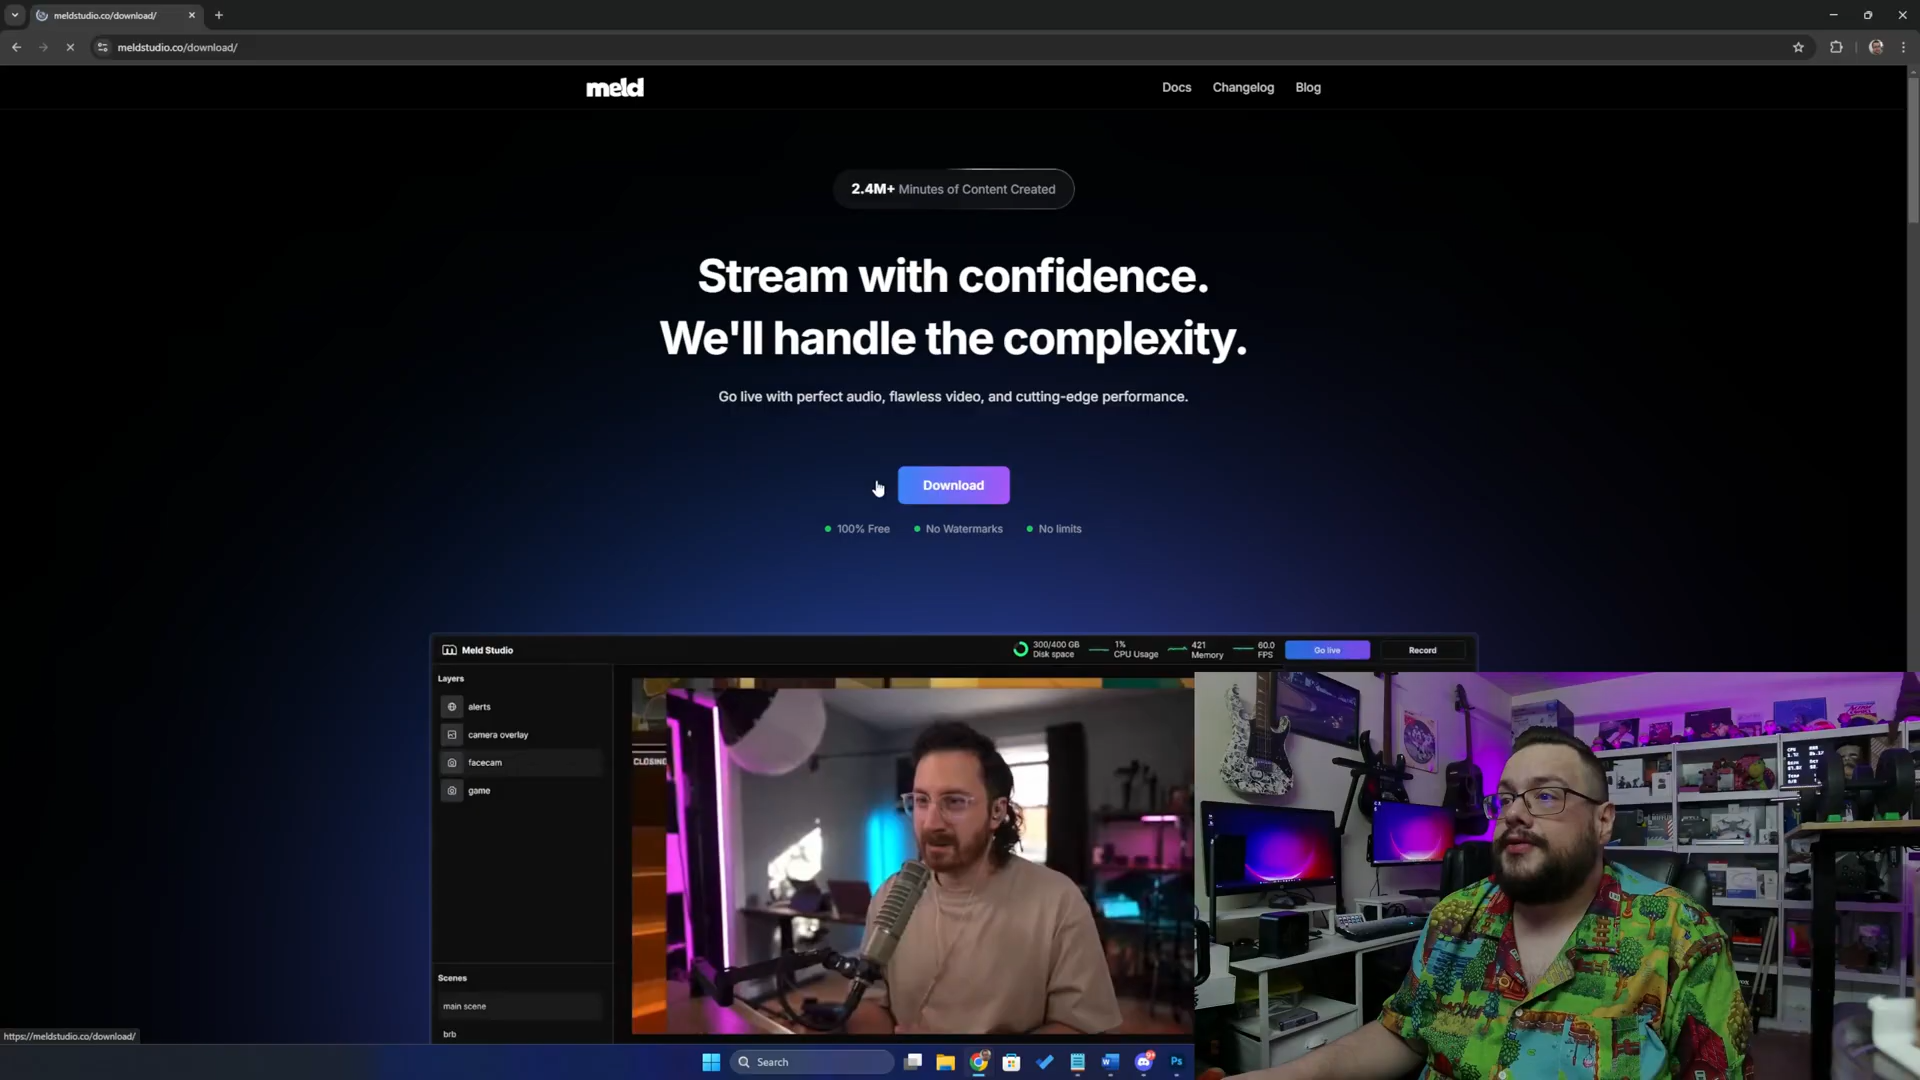 meldstudio.co/download/
meldstudio.co/download/
meld
Docs
Changelog
Blog
2.4M+ Minutes of Content Created
Stream with confidence.
We'll handle the complexity.
Go live with perfect audio, flawless video, and cutting-edge performance.
Download
100% Free
No Watermarks
No limits
Meld Studio
300/400 GB
Disk space
1%
CPU Usage
421
Memory
60.0
FPS
Go live
Record
Layers
alerts
camera overlay
facecam
game
CLOSING
Scenes
main scene
brb
https://meldstudio.co/download/
Search